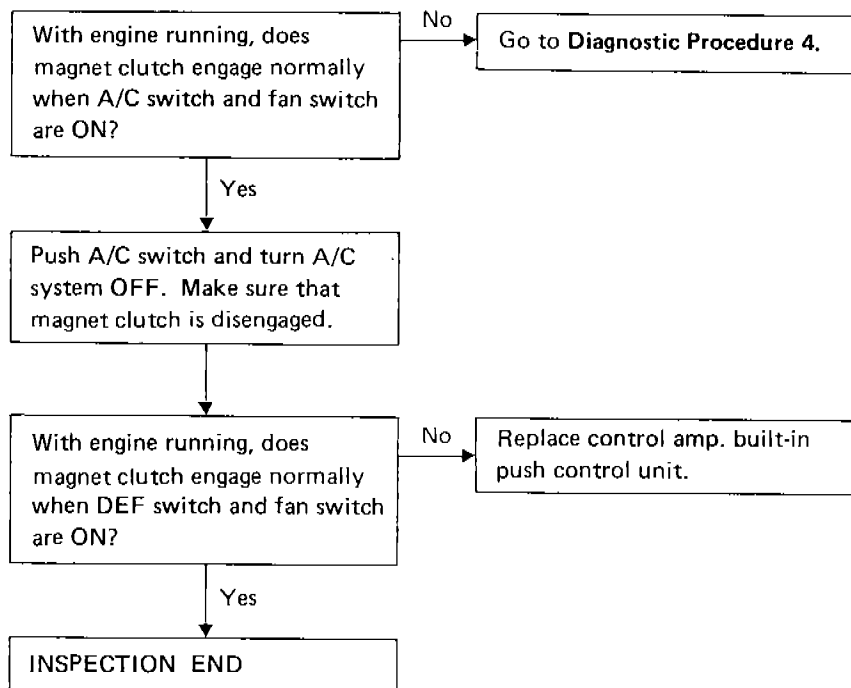 With engine running, does
magnet clutch engage normally
when A/C switch and fan switch
are ON?
No
Go to Diagnostic Procedure 4.
Yes
Push A/C switch and turn A/C
system OFF. Make sure that
magnet clutch is disengaged.
With engine running, does
magnet clutch engage normally
when DEF switch and fan switch
are ON?
No
Replace control amp. built-in
push control unit.
Yes
INSPECTION END